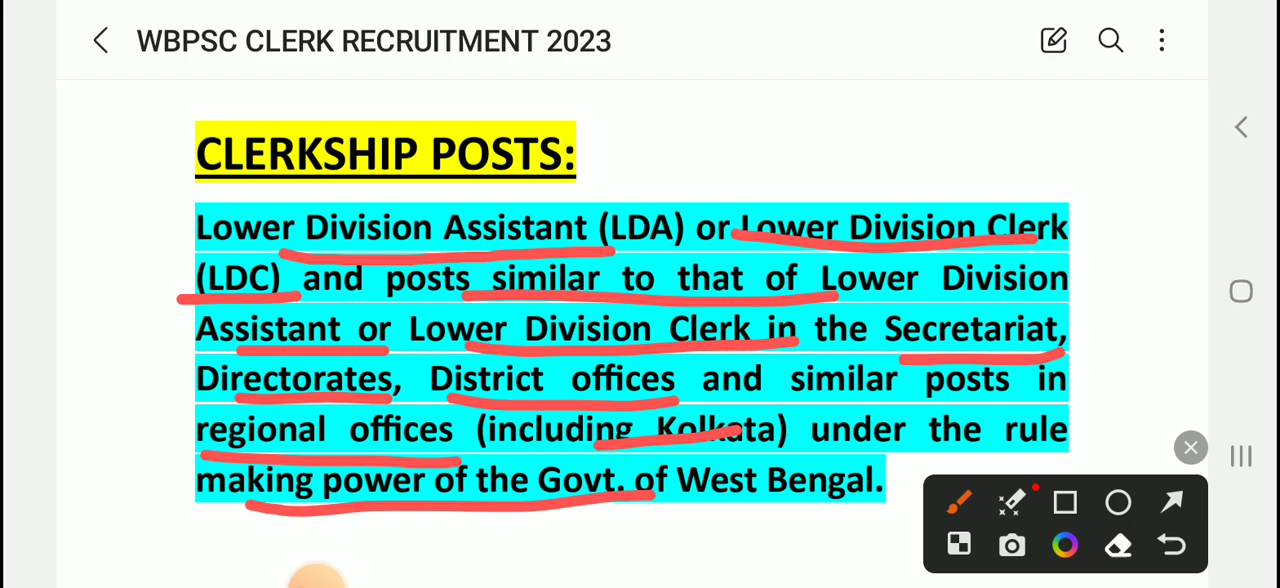 WBPSC CLERK RECRUITMENT 2023
CLERKSHIP POSTS:
Lower Division Assistant (LDA) or Lower Division Clerk
(LDC) and posts similar to that of Lower Division
Assistant or Lower Division Clerk in the Secretariat,
Directorates, District offices and similar posts in
regional offices (including Kolkata) under the rule
making power of the Govt. of West Bengal.